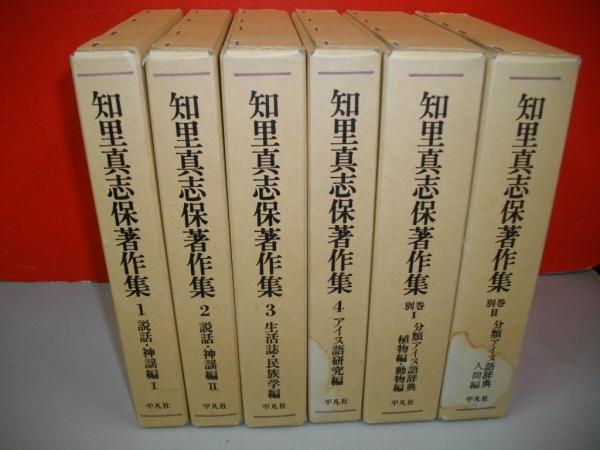 知里真志保著作集
1 説話・神謡編Ⅰ
平凡社
知里真志保著作集
2 説話・神謡編Ⅱ
平凡社
知里真志保著作集
3 生活誌・民族学編
平凡社
知里真志保著作集
4 アイヌ語研究編
平凡社
知里真志保著作集
別巻Ⅰ 分類アイヌ語辞典
植物編・動物編
平凡社
知里真志保著作集
別巻Ⅱ 分類アイヌ語辞典
人間編
平凡社